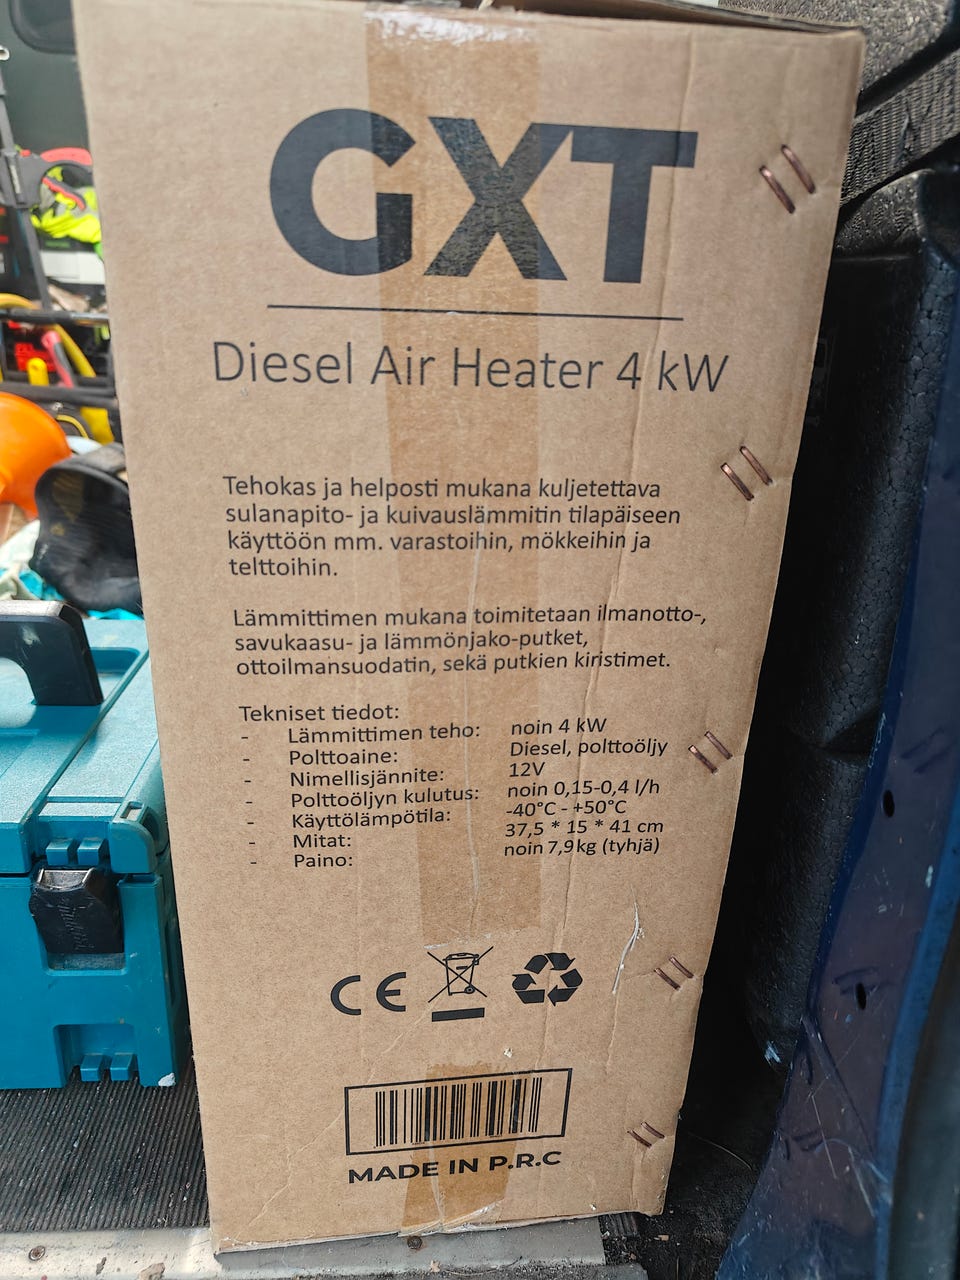 GXT
Diesel Air Heater 4 kW
Tehokas ja helposti mukana kuljetettava
sulanapito- ja kuivauslämmitin tilapäiseen
käyttöön mm. varastoihin, mökkeihin ja
telttoihin.
Lämmittimen mukana toimitetaan ilmanotto-,
savukaasu- ja lämmönjako-putket,
ottoilmansuodatin, sekä putkien kiristimet.
Tekniset tiedot:
- Lämmittimen teho: noin 4 kW
- Polttoaine: Diesel, polttoöljy
- Nimellisjännite: 12V
- Polttoöljyn kulutus: noin 0,15-0,4 l/h
- Käyttölämpötila: -40°C - +50°C
- Mitat: 37,5 * 15 * 41 cm
- Paino: noin 7,9kg (tyhjä)
CE
MADE IN P.R.C